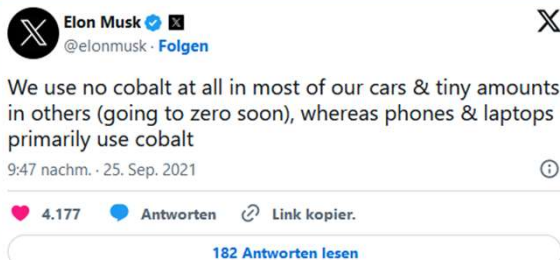 Elon Musk
@elonmusk · Folgen
We use no cobalt at all in most of our cars & tiny amounts
in others (going to zero soon), whereas phones & laptops
primarily use cobalt
9:47 nachm. · 25. Sep. 2021
4.177 Antworten Link kopier.
182 Antworten lesen